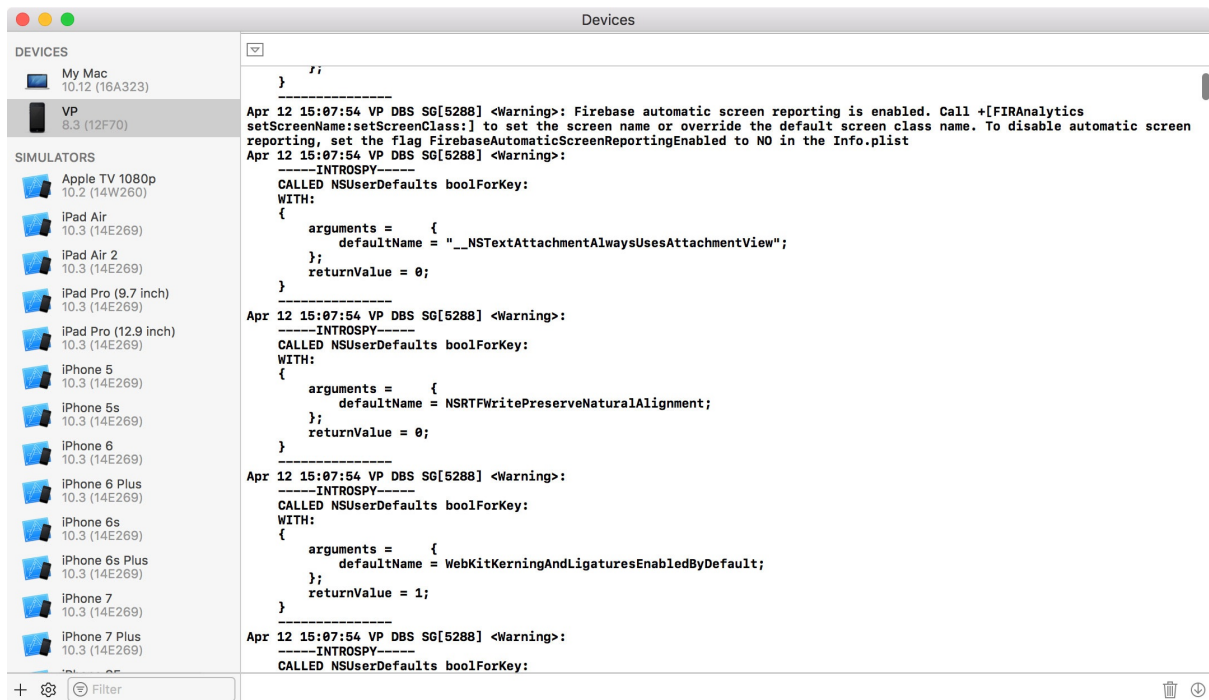 Devices
DEVICES
My Mac
10.12 (16A323)
VP
8.3 (12F70)
SIMULATORS
Apple TV 1080p
10.2 (14W260)
iPad Air
10.3 (14E269)
iPad Air 2
10.3 (14E269)
iPad Pro (9.7 inch)
10.3 (14E269)
iPad Pro (12.9 inch)
10.3 (14E269)
iPhone 5
10.3 (14E269)
iPhone 5s
10.3 (14E269)
iPhone 6
10.3 (14E269)
iPhone 6 Plus
10.3 (14E269)
iPhone 6s
10.3 (14E269)
iPhone 6s Plus
10.3 (14E269)
iPhone 7
10.3 (14E269)
iPhone 7 Plus
10.3 (14E269)
Filter
};
}
---------------
Apr 12 15:07:54 VP DBS SG[5288] <Warning>: Firebase automatic screen reporting is enabled. Call +[FIRAnalytics
setScreenName:setScreenClass:] to set the screen name or override the default screen class name. To disable automatic screen
reporting, set the flag FirebaseAutomaticScreenReportingEnabled to NO in the Info.plist
Apr 12 15:07:54 VP DBS SG[5288] <Warning>:
-----INTROSPY-----
CALLED NSUserDefaults boolForKey:
WITH:
{
arguments =     {
defaultName = "__NSTextAttachmentAlwaysUsesAttachmentView";
};
returnValue = 0;
}
---------------
Apr 12 15:07:54 VP DBS SG[5288] <Warning>:
-----INTROSPY-----
CALLED NSUserDefaults boolForKey:
WITH:
{
arguments =     {
defaultName = NSRTFWritePreserveNaturalAlignment;
};
returnValue = 0;
}
---------------
Apr 12 15:07:54 VP DBS SG[5288] <Warning>:
-----INTROSPY-----
CALLED NSUserDefaults boolForKey:
WITH:
{
arguments =     {
defaultName = WebKitKerningAndLigaturesEnabledByDefault;
};
returnValue = 1;
}
---------------
Apr 12 15:07:54 VP DBS SG[5288] <Warning>:
-----INTROSPY-----
CALLED NSUserDefaults boolForKey: